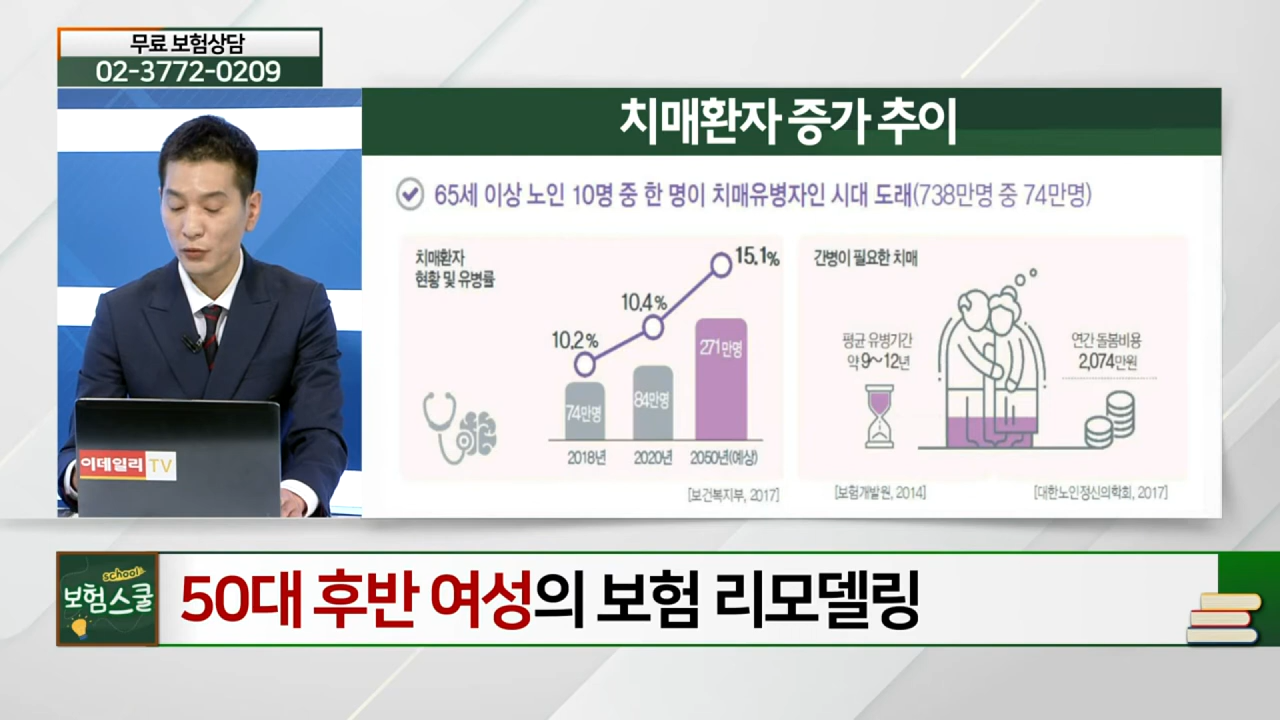 무료 보험상담
02-3772-0209
치매환자 증가 추이
65세 이상 노인 10명 중 한 명이 치매유병자인 시대 도래(738만명 중 74만명)
치매환자
현황 및 유병률
10.2%
10.4%
15.1%
74만명
84만명
271만명
2018년
2020년
2050년(예상)
[보건복지부, 2017]
간병이 필요한 치매
평균 유병기간
약 9~12년
연간 돌봄비용
2,074만원
[보험개발원, 2014]
[대한노인정신의학회, 2017]
이데일리TV
school
보험스쿨
50대 후반 여성의 보험 리모델링